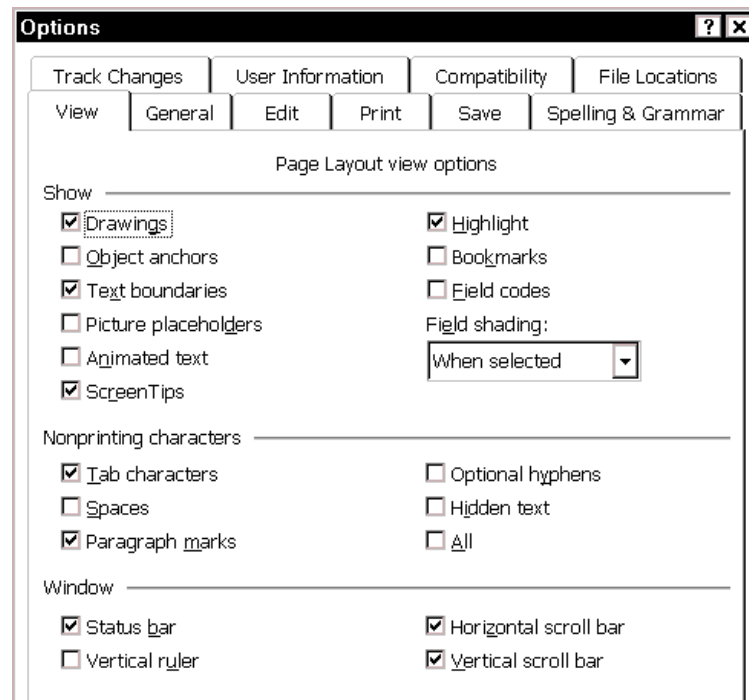 Options
Track Changes User Information Compatibility File Locations
View General Edit Print Save Spelling & Grammar
Page Layout view options
Show
Drawings Highlight
Object anchors Bookmarks
Text boundaries Field codes
Picture placeholders Field shading:
Animated text When selected
ScreenTips
Nonprinting characters
Tab characters Optional hyphens
Spaces Hidden text
Paragraph marks All
Window
Status bar Horizontal scroll bar
Vertical ruler Vertical scroll bar